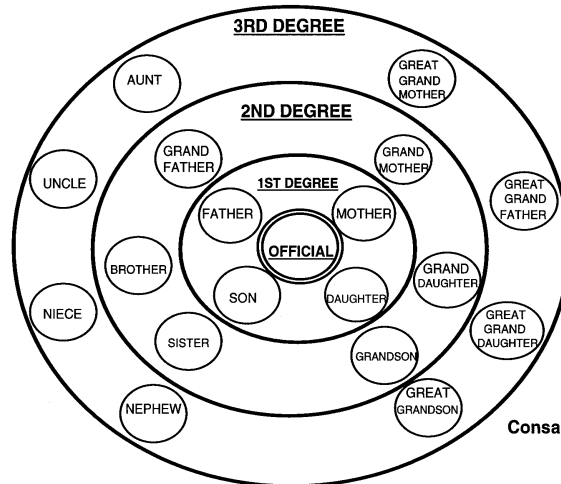 3RD DEGREE
AUNT
GREAT
GRAND
MOTHER
2ND DEGREE
GRAND
FATHER
GRAND
MOTHER
UNCLE
1ST DEGREE
GREAT
GRAND
FATHER
FATHER
MOTHER
OFFICIAL
BROTHER
GRAND
DAUGHTER
SON
DAUGHTER
NIECE
GREAT
GRAND
DAUGHTER
SISTER
GRANDSON
NEPHEW
GREAT
GRANDSON
Consa